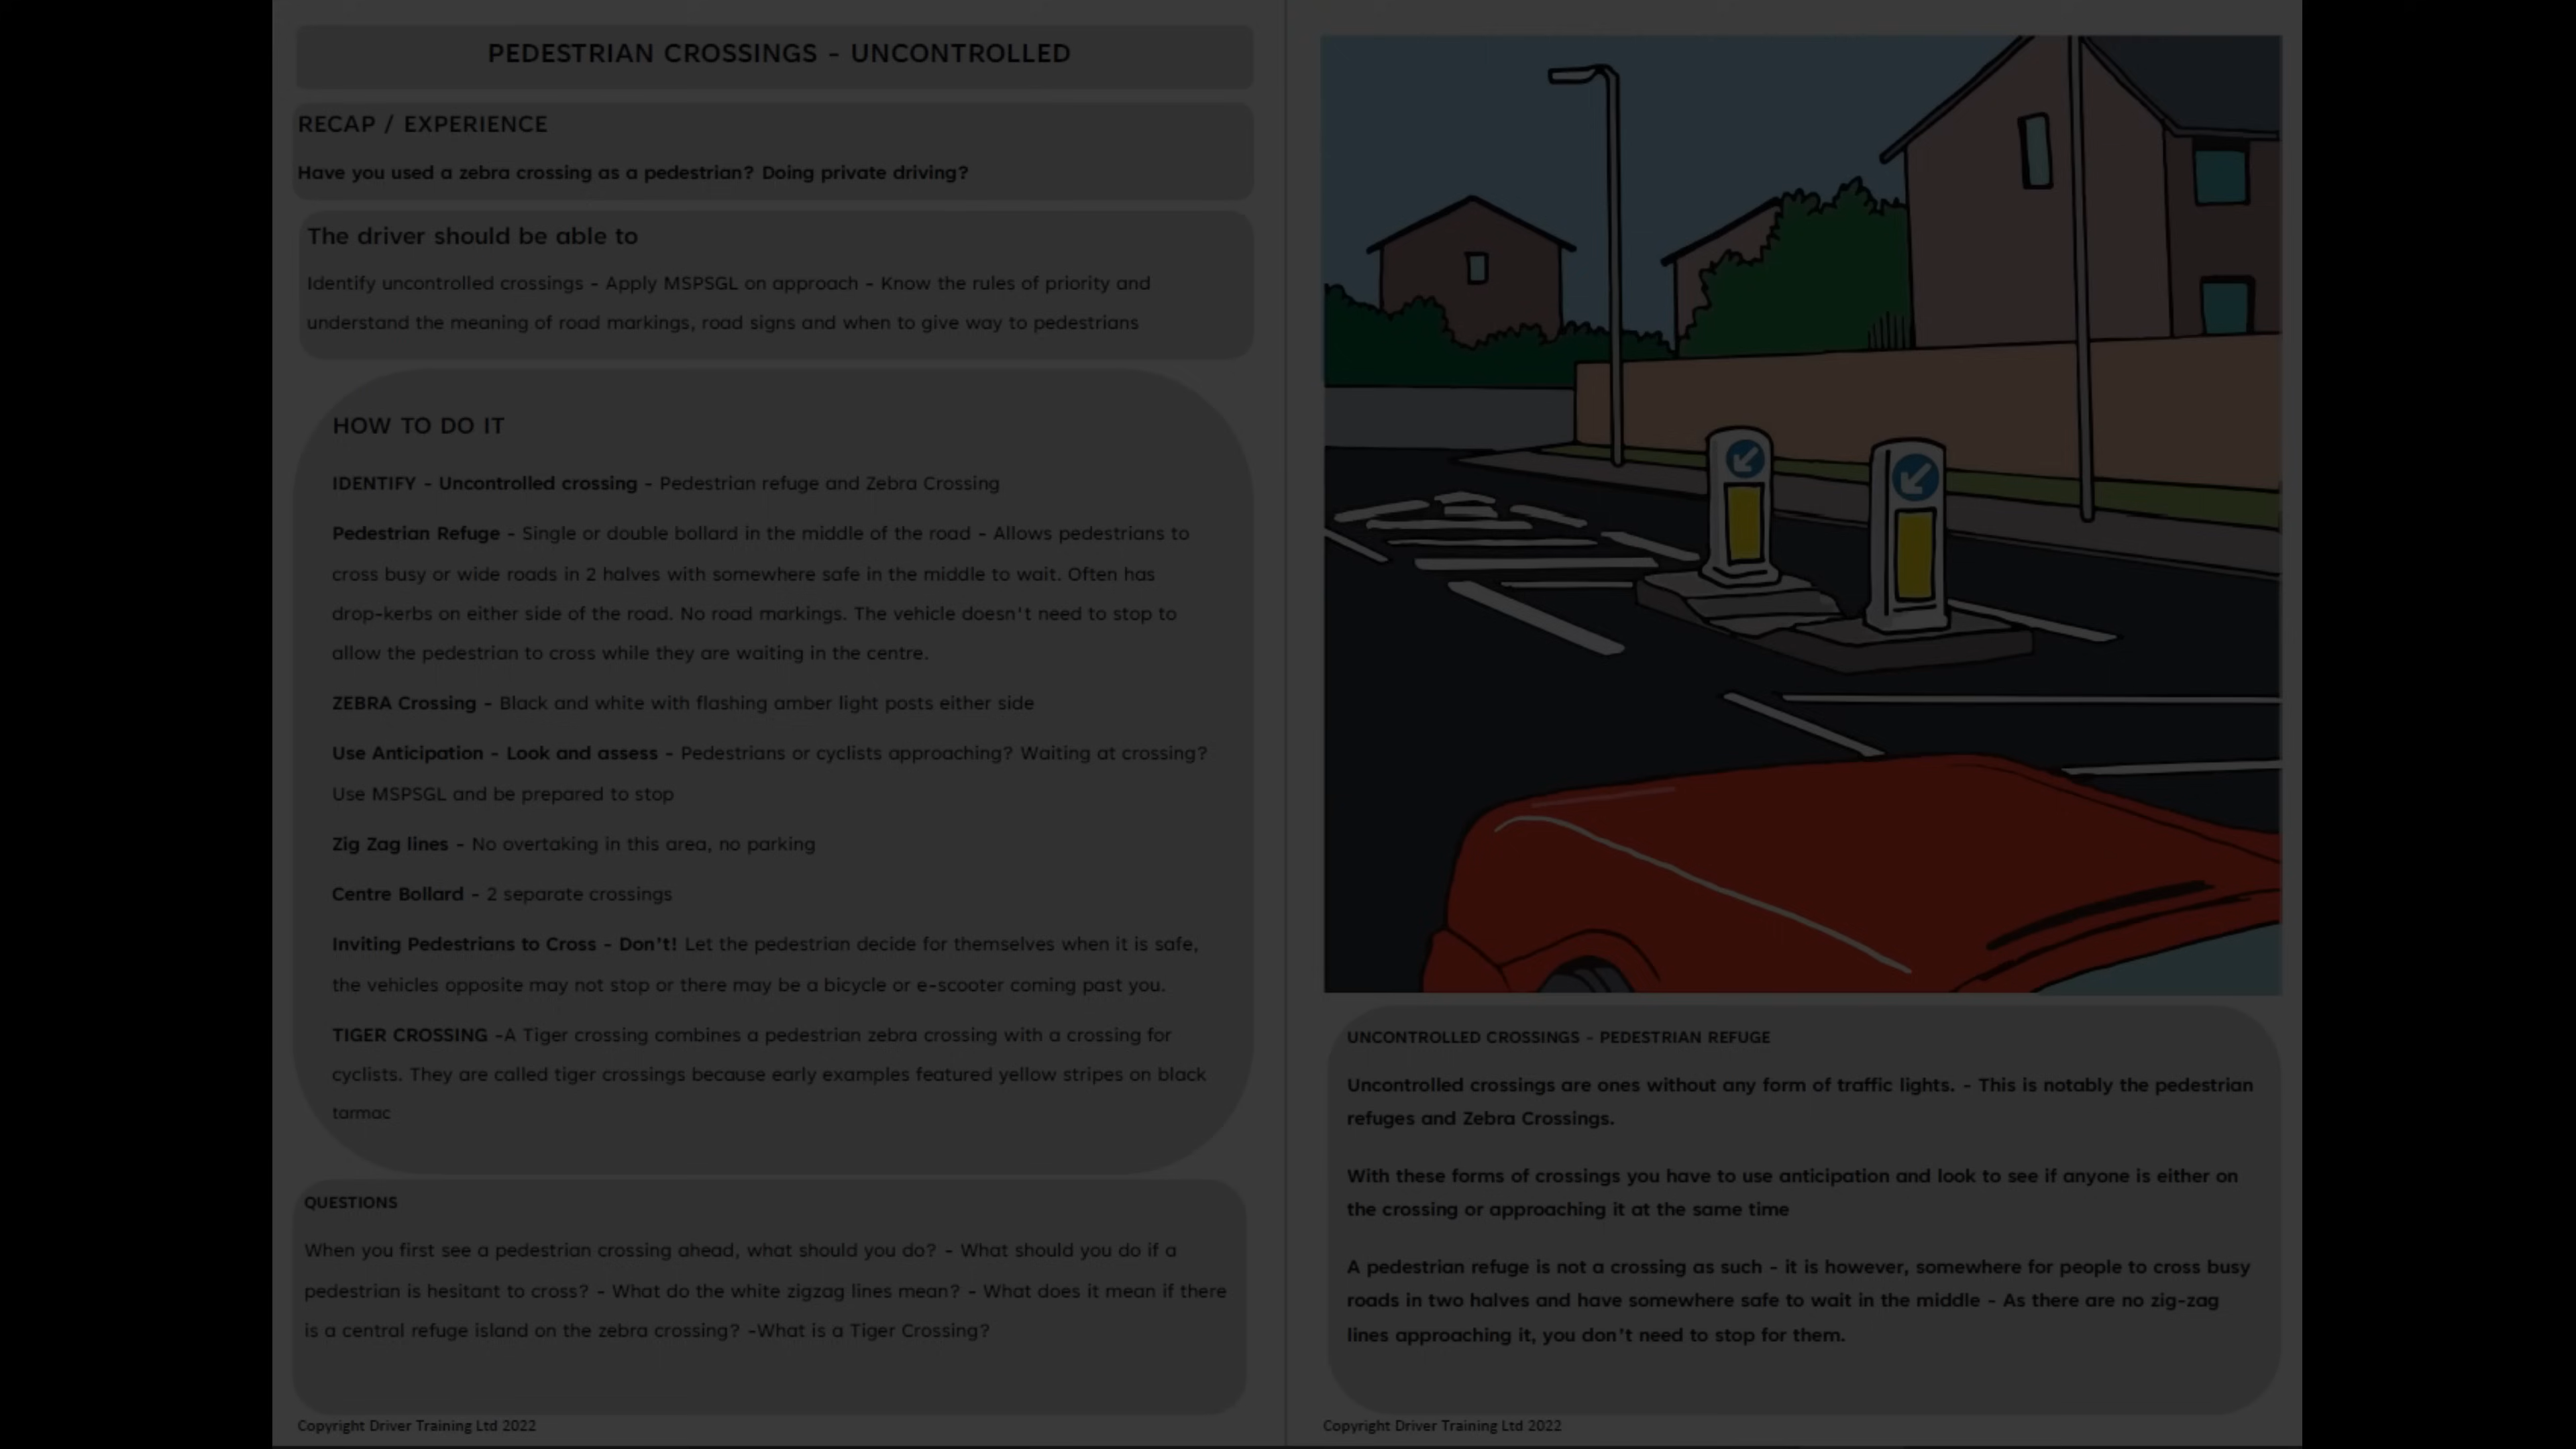 PEDESTRIAN CROSSINGS - UNCONTROLLED
RECAP / EXPERIENCE
Have you used a zebra crossing as a pedestrian? Doing private driving?
The driver should be able to
Identify uncontrolled crossings - Apply MSPSGL on approach - Know the rules of priority and
understand the meaning of road markings, road signs and when to give way to pedestrians
HOW TO DO IT
IDENTIFY - Uncontrolled crossing - Pedestrian refuge and Zebra Crossing
Pedestrian Refuge - Single or double bollard in the middle of the road - Allows pedestrians to
cross busy or wide roads in 2 halves with somewhere safe in the middle to wait. Often has
drop-kerbs on either side of the road. No road markings. The vehicle doesn't need to stop to
allow the pedestrian to cross while they are waiting in the centre.
ZEBRA Crossing - Black and white with flashing amber light posts either side
Use Anticipation - Look and assess - Pedestrians or cyclists approaching? Waiting at crossing?
Use MSPSGL and be prepared to stop
Zig Zag lines - No overtaking in this area, no parking
Centre Bollard - 2 separate crossings
Inviting Pedestrians to Cross - Don't! Let the pedestrian decide for themselves when it is safe,
the vehicles opposite may not stop or there may be a bicycle or e-scooter coming past you.
TIGER CROSSING -A Tiger crossing combines a pedestrian zebra crossing with a crossing for
cyclists. They are called tiger crossings because early examples featured yellow stripes on black
tarmac
QUESTIONS
When you first see a pedestrian crossing ahead, what should you do? - What should you do if a
pedestrian is hesitant to cross? - What do the white zigzag lines mean? - What does it mean if there
is a central refuge island on the zebra crossing? -What is a Tiger Crossing?
Copyright Driver Training Ltd 2022
UNCONTROLLED CROSSINGS - PEDESTRIAN REFUGE
Uncontrolled crossings are ones without any form of traffic lights. - This is notably the pedestrian
refuges and Zebra Crossings.
With these forms of crossings you have to use anticipation and look to see if anyone is either on
the crossing or approaching it at the same time
A pedestrian refuge is not a crossing as such - it is however, somewhere for people to cross busy
roads in two halves and have somewhere safe to wait in the middle - As there are no zig-zag
lines approaching it, you don't need to stop for them.
Copyright Driver Training Ltd 2022